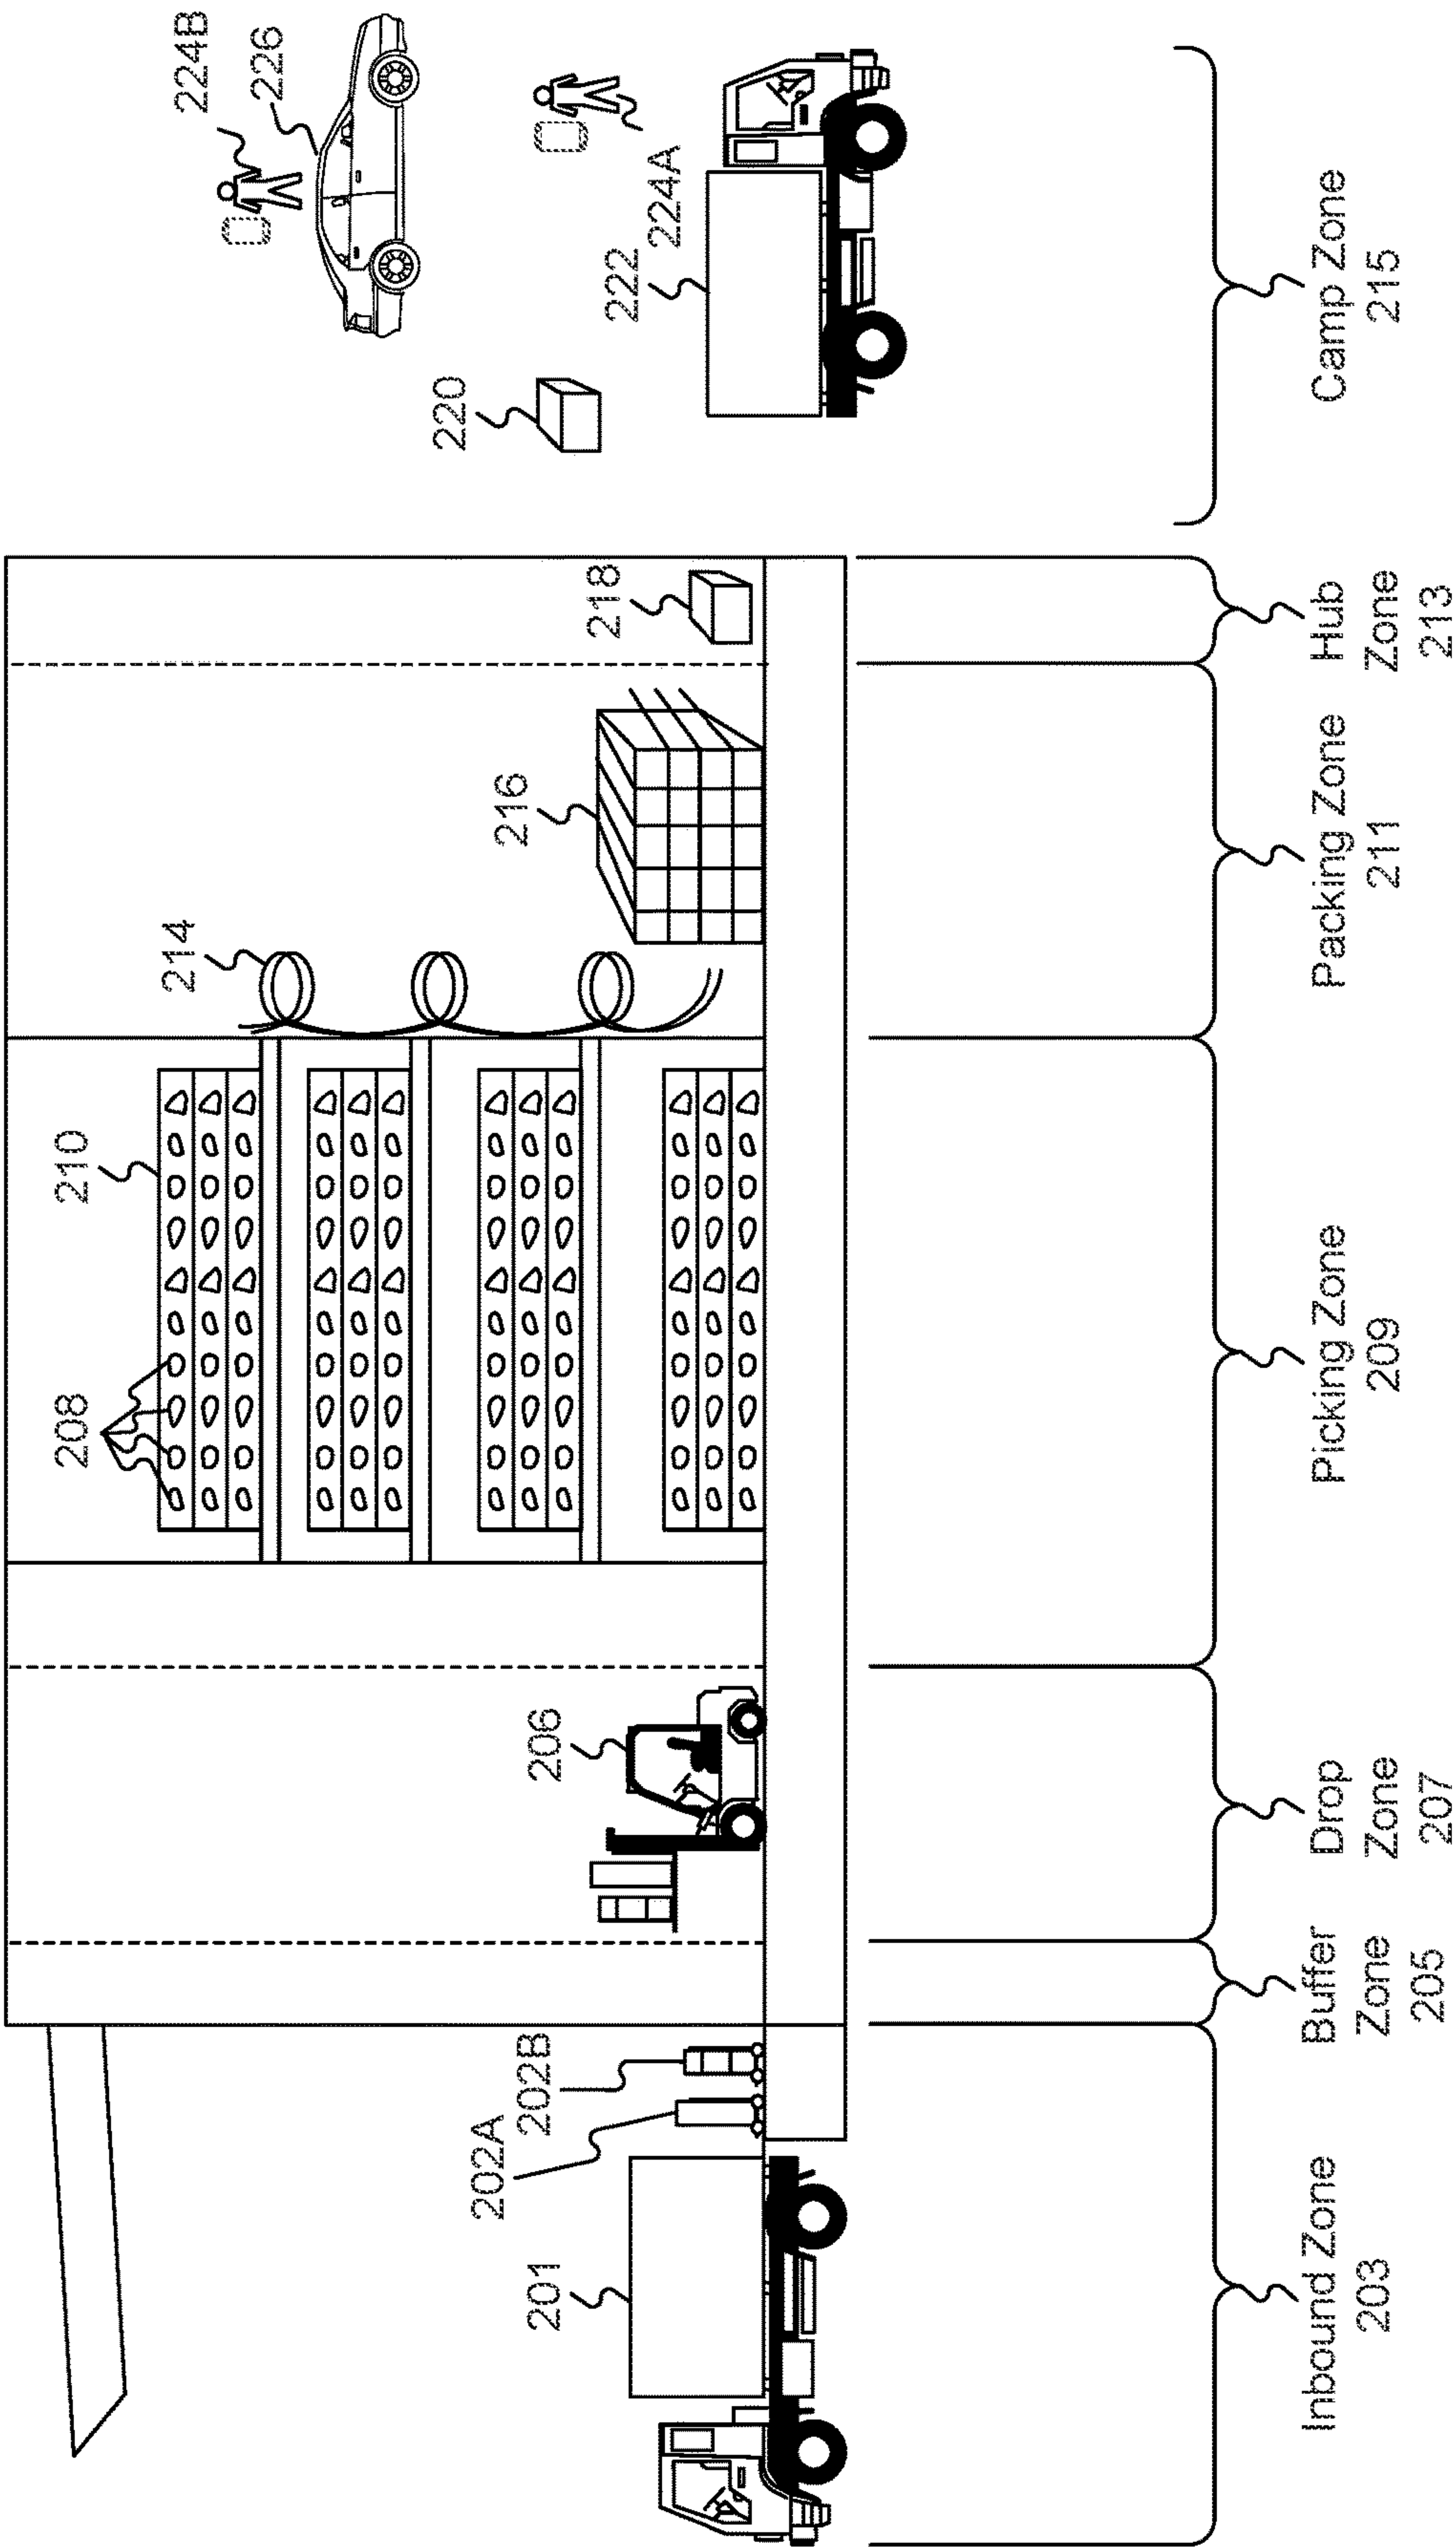 224B
226
220
222
224A
218
216
214
210
208
206
202B
202A
201
Inbound Zone
203
Buffer
Zone
205
Drop
Zone
207
Picking Zone
209
Packing Zone
211
Hub
Zone
213
Camp Zone
215